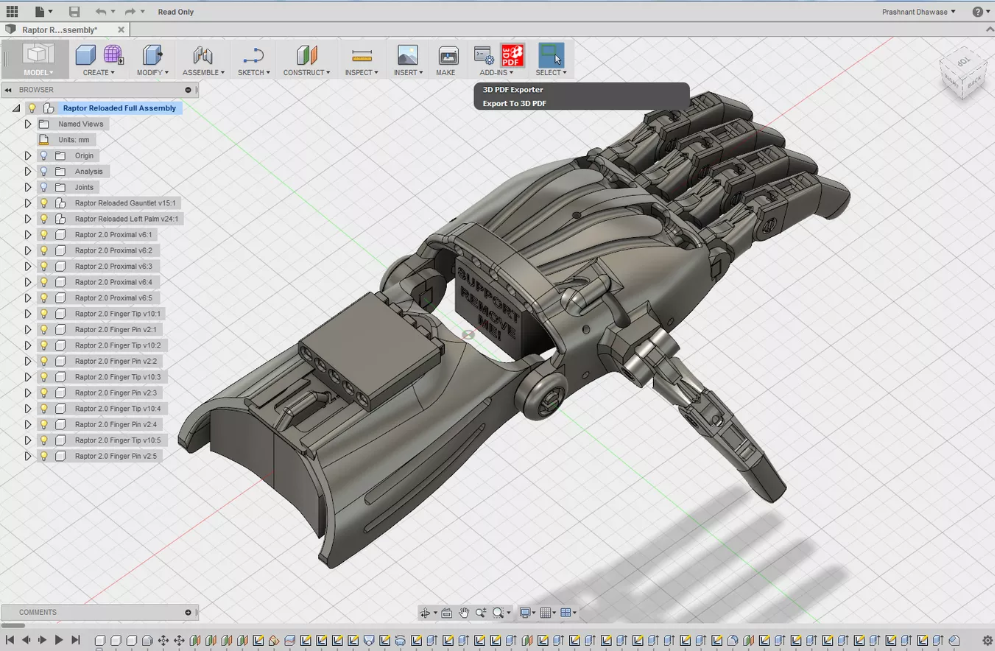 Read Only
Prashnant Dhawase
Raptor R...ssembly*
MODEL
CREATE
MODIFY
ASSEMBLE
SKETCH
CONSTRUCT
INSPECT
INSERT
MAKE
PDF
ADD-INS
SELECT
BROWSER
3D PDF Exporter
Export To 3D PDF
TOP
BACK
Raptor Reloaded Full Assembly
Named Views
Units: mm
Origin
Analysis
Joints
Raptor Reloaded Gauntlet v15:1
Raptor Reloaded Left Palm v24:1
Raptor 2.0 Proximal v6:1
Raptor 2.0 Proximal v6:2
Raptor 2.0 Proximal v6:3
Raptor 2.0 Proximal v6:4
Raptor 2.0 Proximal v6:5
Raptor 2.0 Finger Tip v10:1
Raptor 2.0 Finger Pin v2:1
Raptor 2.0 Finger Tip v10:2
Raptor 2.0 Finger Pin v2:2
Raptor 2.0 Finger Tip v10:3
Raptor 2.0 Finger Pin v2:3
Raptor 2.0 Finger Tip v10:4
Raptor 2.0 Finger Pin v2:4
Raptor 2.0 Finger Tip v10:5
Raptor 2.0 Finger Pin v2:5
SUPPORT
REMOVE
ME!
COMMENTS